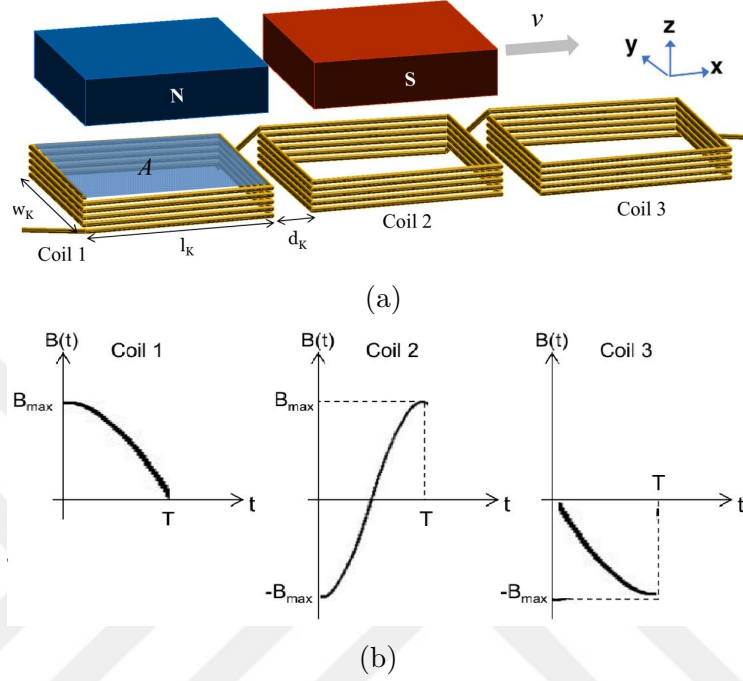 v
z
y
x
N
S
A
w_K
l_K
d_K
Coil 1
Coil 2
Coil 3
(a)
B(t)
Coil 1
B_max
T
t
B(t)
Coil 2
B_max
T
t
-B_max
B(t)
Coil 3
T
t
-B_max
(b)